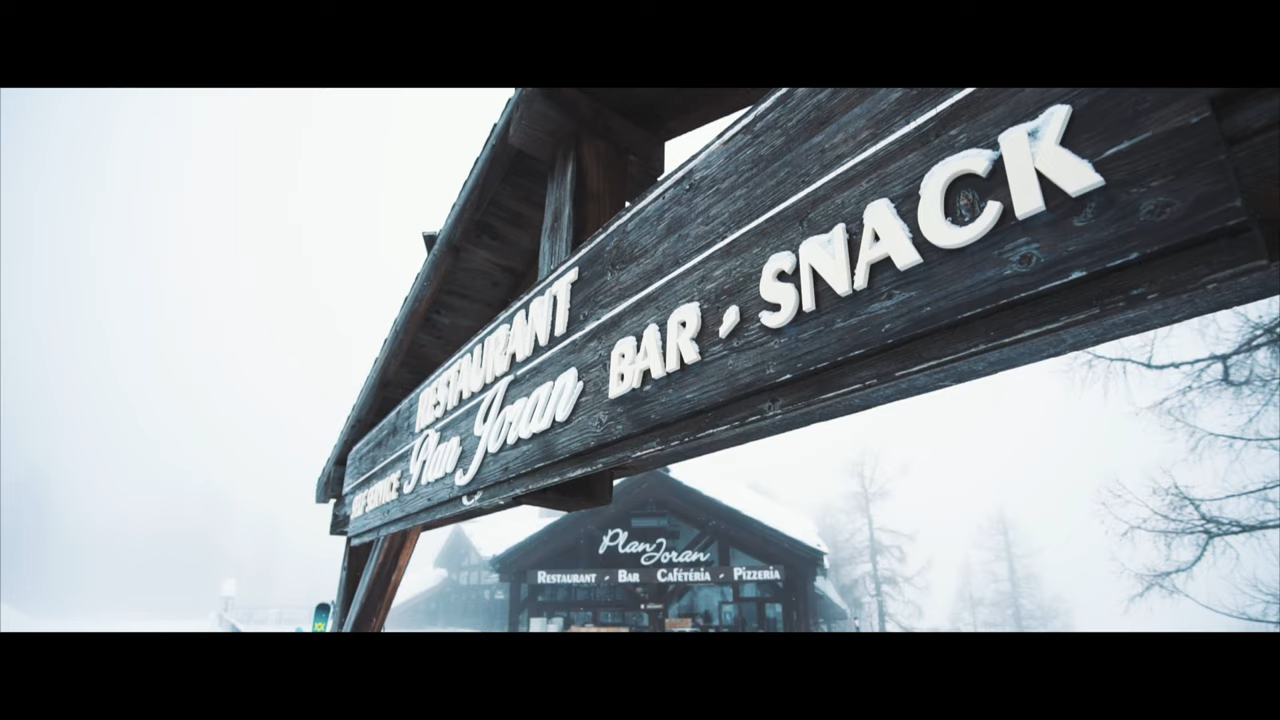 RESTAURANT
SELF SERVICE Plan Joran BAR - SNACK
Plan Joran
RESTAURANT - BAR CAFÉTÉRIA - PIZZERIA